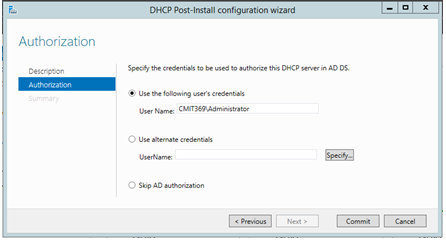 DHCP Post-Install configuration wizard
Authorization
Description
Authorization
Summary
Specify the credentials to be used to authorize this DHCP server in AD DS.
Use the following user's credentials
User Name: CMIT369\Administrator
Use alternate credentials
UserName:
Specify...
Skip AD authorization
< Previous
Next >
Commit
Cancel